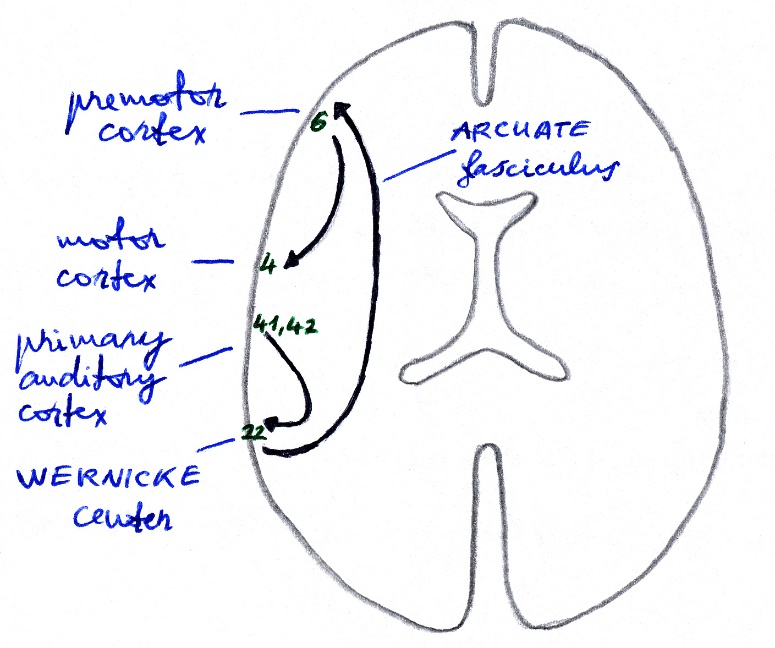 premotor
cortex
6
ARCUATE
fasciculus
motor
cortex
4
41,42
primary
auditory
cortex
22
WERNICKE
center